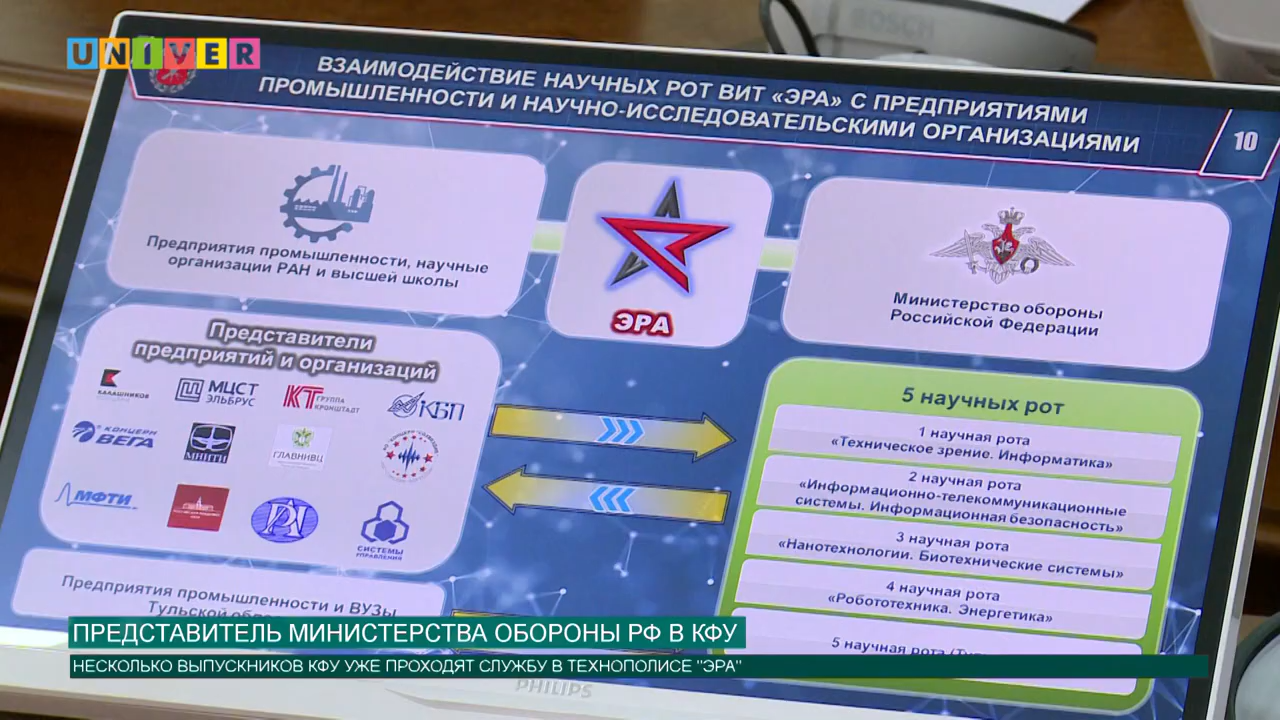 UNIVER
BOSCH
ВЗАИМОДЕЙСТВИЕ НАУЧНЫХ РОТ ВИТ «ЭРА» С ПРЕДПРИЯТИЯМИ
ПРОМЫШЛЕННОСТИ И НАУЧНО-ИССЛЕДОВАТЕЛЬСКИМИ ОРГАНИЗАЦИЯМИ
10
Предприятия промышленности, научные
организации РАН и высшей школы
ЭРА
Министерство обороны
Российской Федерации
Представители
предприятий и организаций
КАЛАШНИКОВ
МЦСТ
ЭЛЬБРУС
КТ ГРУППА
КРОНШТАДТ
КБП
КОНЦЕРН
ВЕГА
МНИТИ
ГЛАВНИВЦ
МФТИ
СИСТЕМЫ
УПРАВЛЕНИЯ
5 научных рот
1 научная рота
«Техническое зрение. Информатика»
2 научная рота
«Информационно-телекоммуникационные
системы. Информационная безопасность»
3 научная рота
«Нанотехнологии. Биотехнические системы»
4 научная рота
«Робототехника. Энергетика»
5 научная рота
Предприятия промышленности и ВУЗы
Тульской
ПРЕДСТАВИТЕЛЬ МИНИСТЕРСТВА ОБОРОНЫ РФ В КФУ
НЕСКОЛЬКО ВЫПУСКНИКОВ КФУ УЖЕ ПРОХОДЯТ СЛУЖБУ В ТЕХНОПОЛИСЕ "ЭРА"
PHILIPS